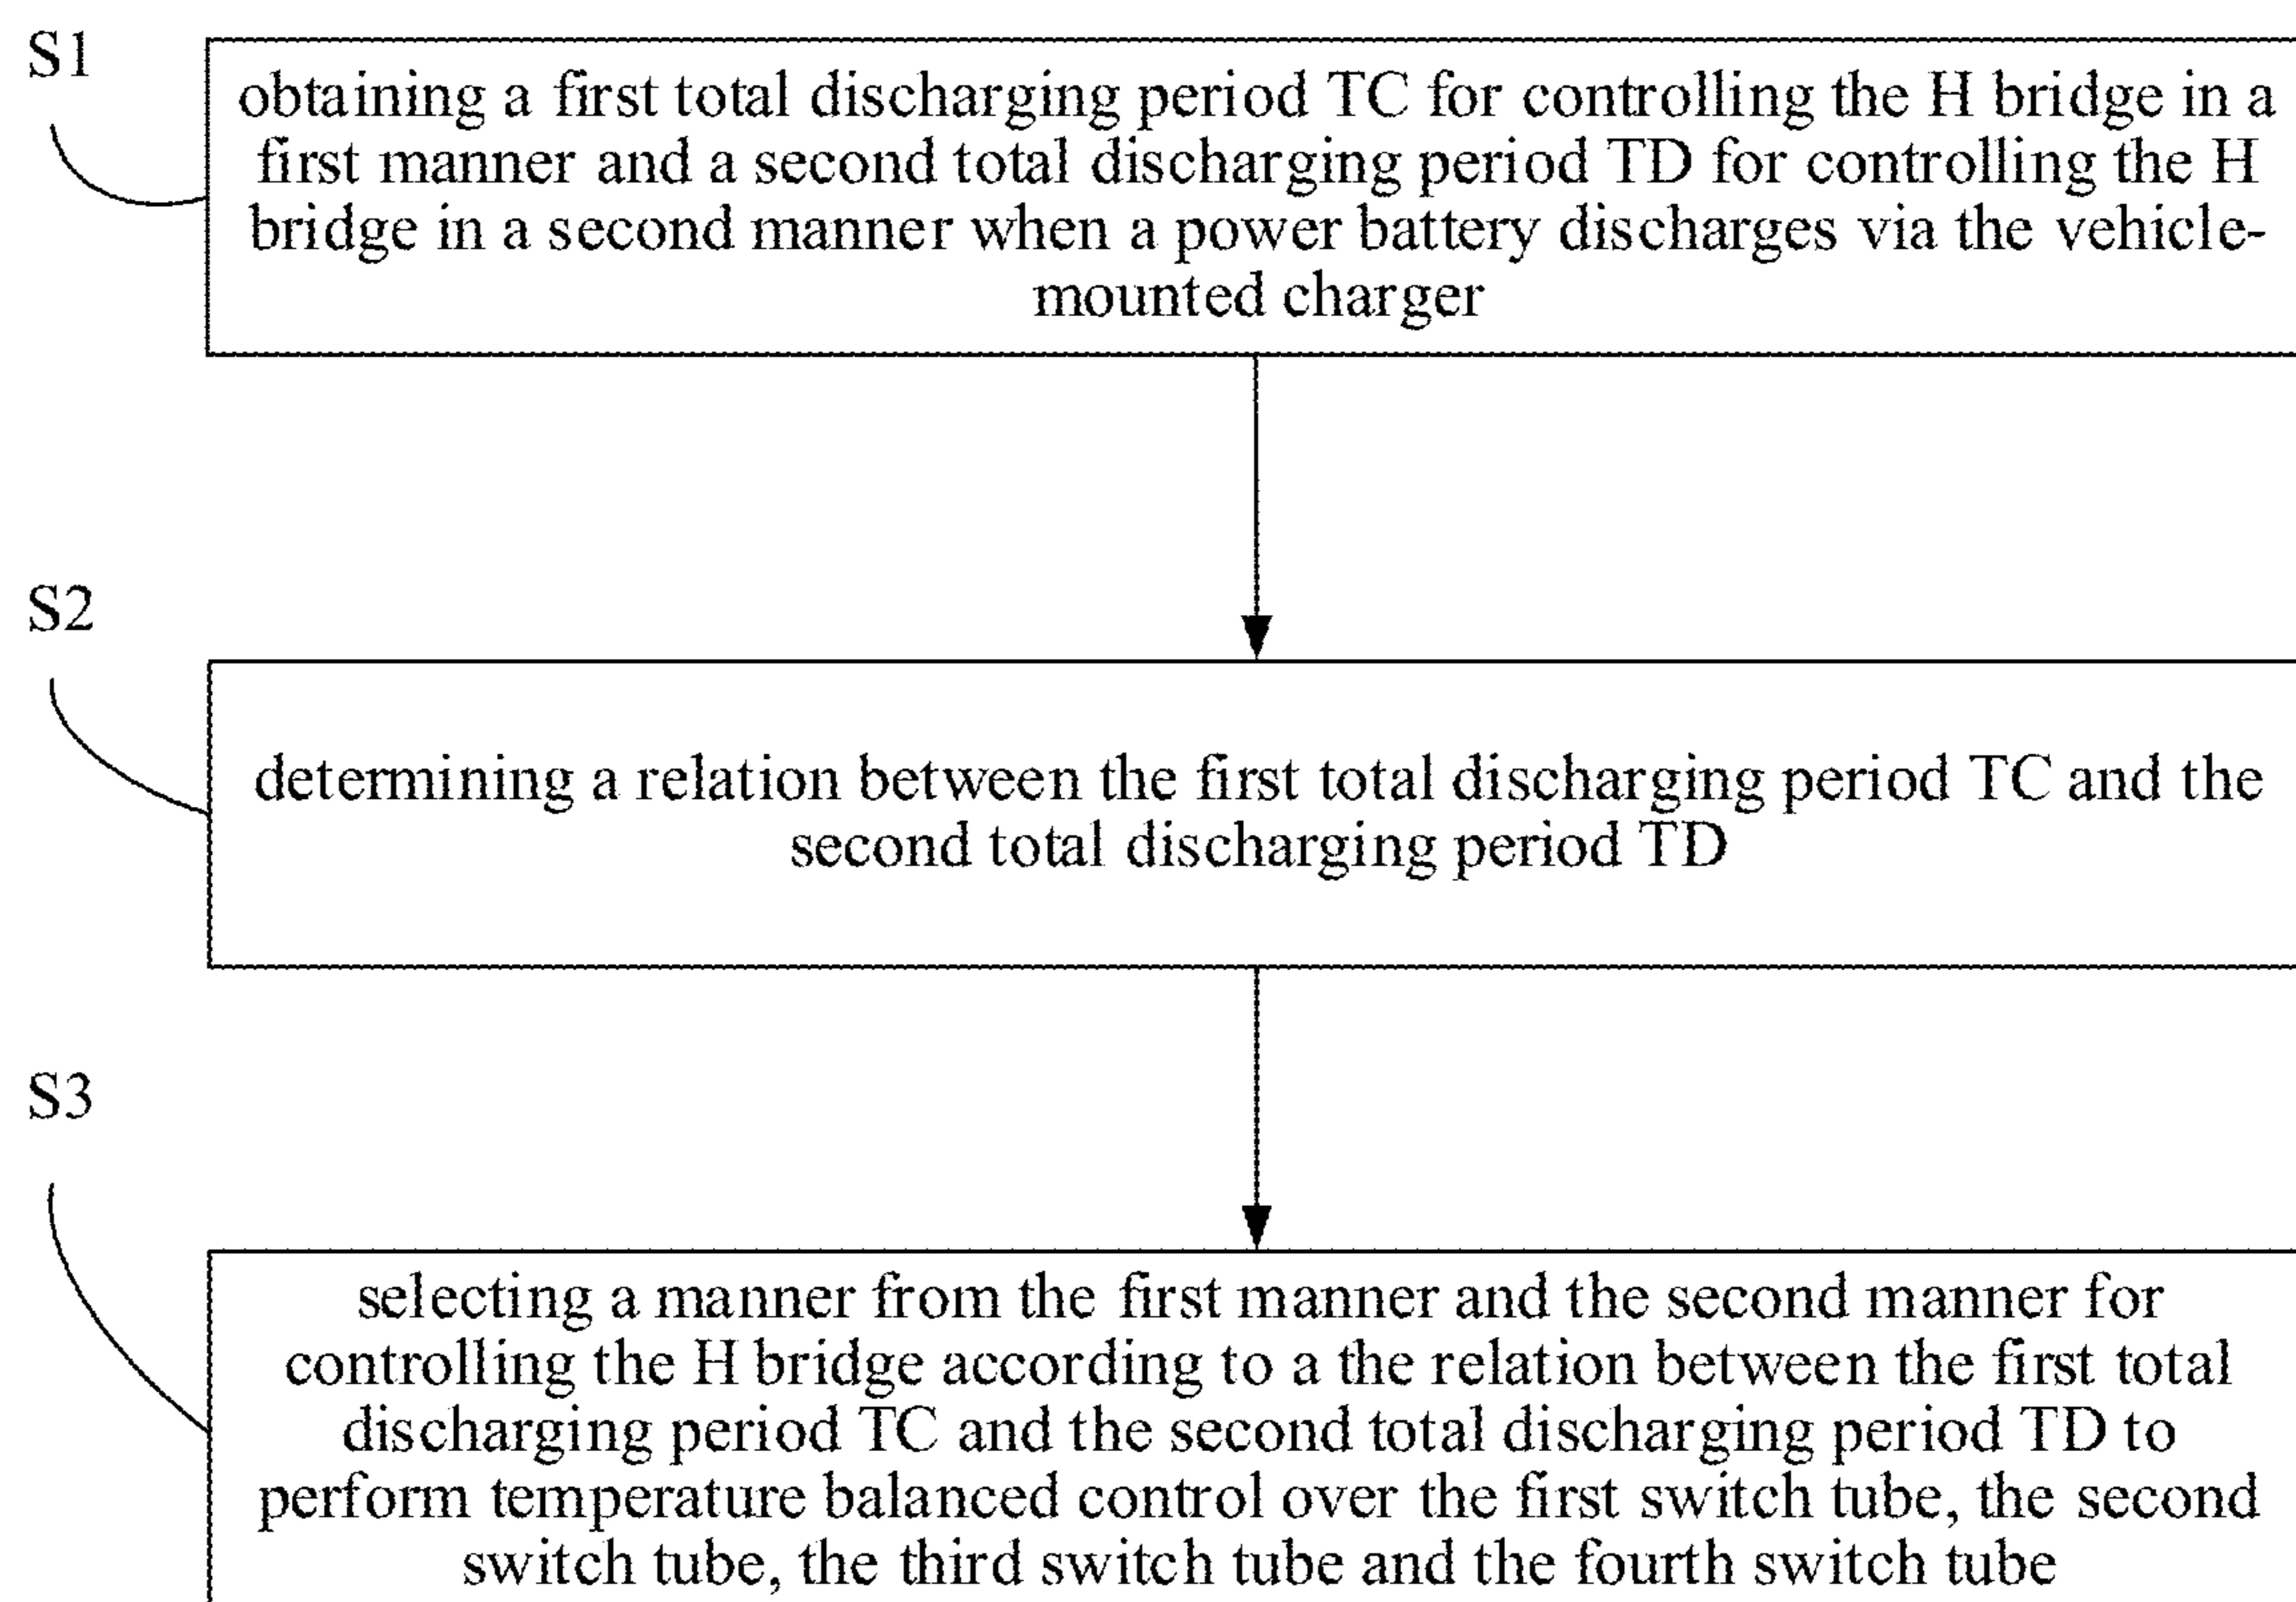 S1
obtaining a first total discharging period TC for controlling the H bridge in a
first manner and a second total discharging period TD for controlling the H
bridge in a second manner when a power battery discharges via the vehicle-
mounted charger
S2
determining a relation between the first total discharging period TC and the
second total discharging period TD
S3
selecting a manner from the first manner and the second manner for
controlling the H bridge according to a the relation between the first total
discharging period TC and the second total discharging period TD to
perform temperature balanced control over the first switch tube, the second
switch tube, the third switch tube and the fourth switch tube